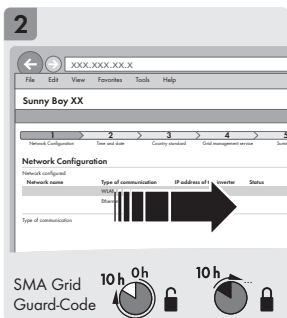 2
XXX.XXX.XX.X
File Edit View Favorites Tools Help
Sunny Boy XX
1 2 3 4 5
Network Configuration Time and date Country standard Grid management service
Network Configuration
Network configured
Network name Type of communication IP address of inverter Status
WLAN
Type of communication
SMA Grid
Guard-Code
10 h 0h 10 h